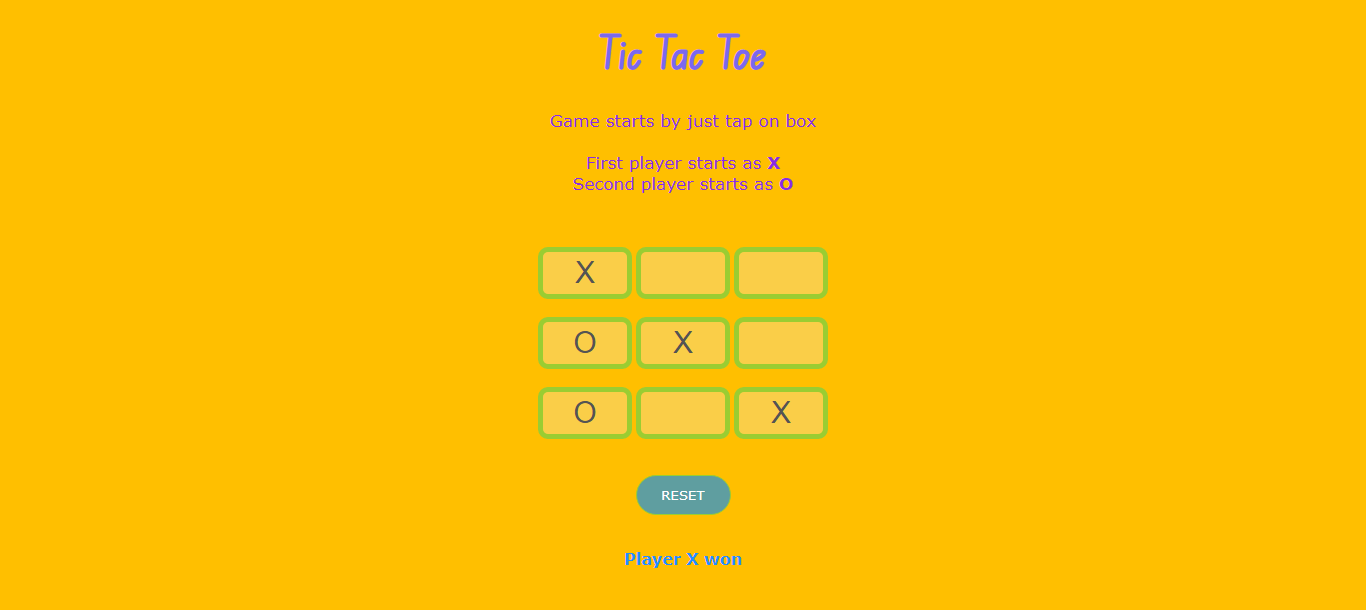 Tic Tac Toe
Game starts by just tap on box
First player starts as X
Second player starts as O
X
O X
O X
RESET
Player X won